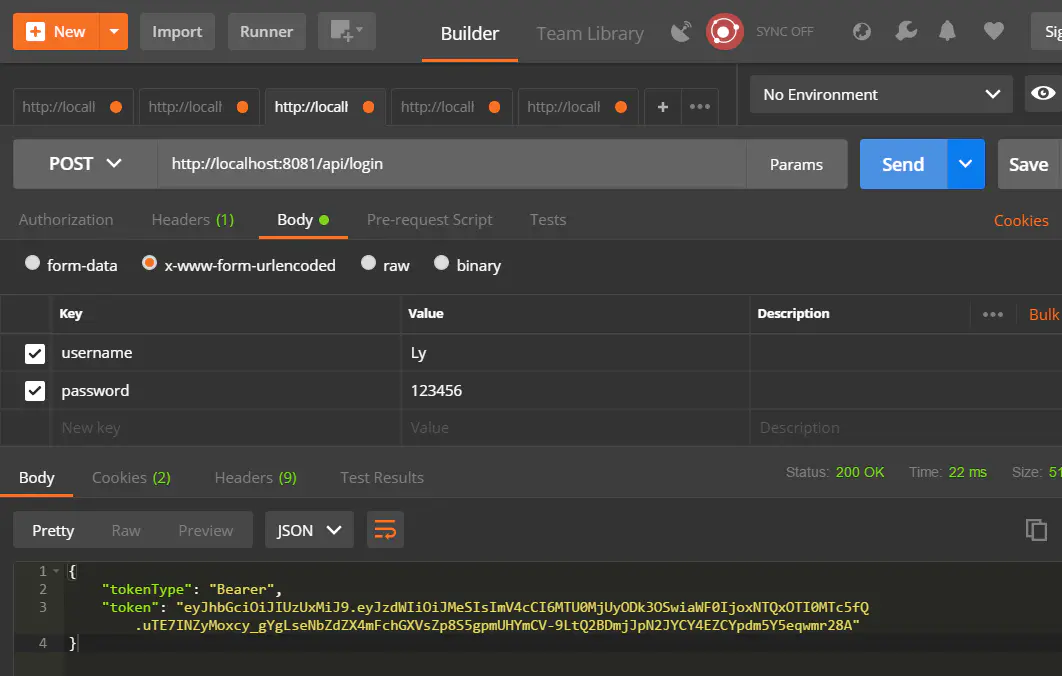 New Import Runner Builder Team Library SYNC OFF
http://locall http://locall http://locall http://locall http://locall + ••• No Environment
POST http://localhost:8081/api/login Params Send Save
Authorization Headers (1) Body Pre-request Script Tests Cookies
form-data x-www-form-urlencoded raw binary
Key Value Description ••• Bulk
username Ly
password 123456
New key Value Description
Body Cookies (2) Headers (9) Test Results Status: 200 OK Time: 22 ms Size: 51
Pretty Raw Preview JSON
1 {
2 "tokenType": "Bearer",
3 "token": "eyJhbGciOiJIUzUxMiJ9.eyJzdWIiOiJMeSIsImV4cCI6MTU0MjUyODk3OSwiaWF0IjoxNTQxOTI0MTc5fQ
.uTE7INZyMoxcy_gYgLseNbZdZX4mFchGXVsZp8S5gpmUHYmCV-9LtQ2BDmjJpN2JYCY4EZCYpdm5Y5eqwmr28A"
4 }